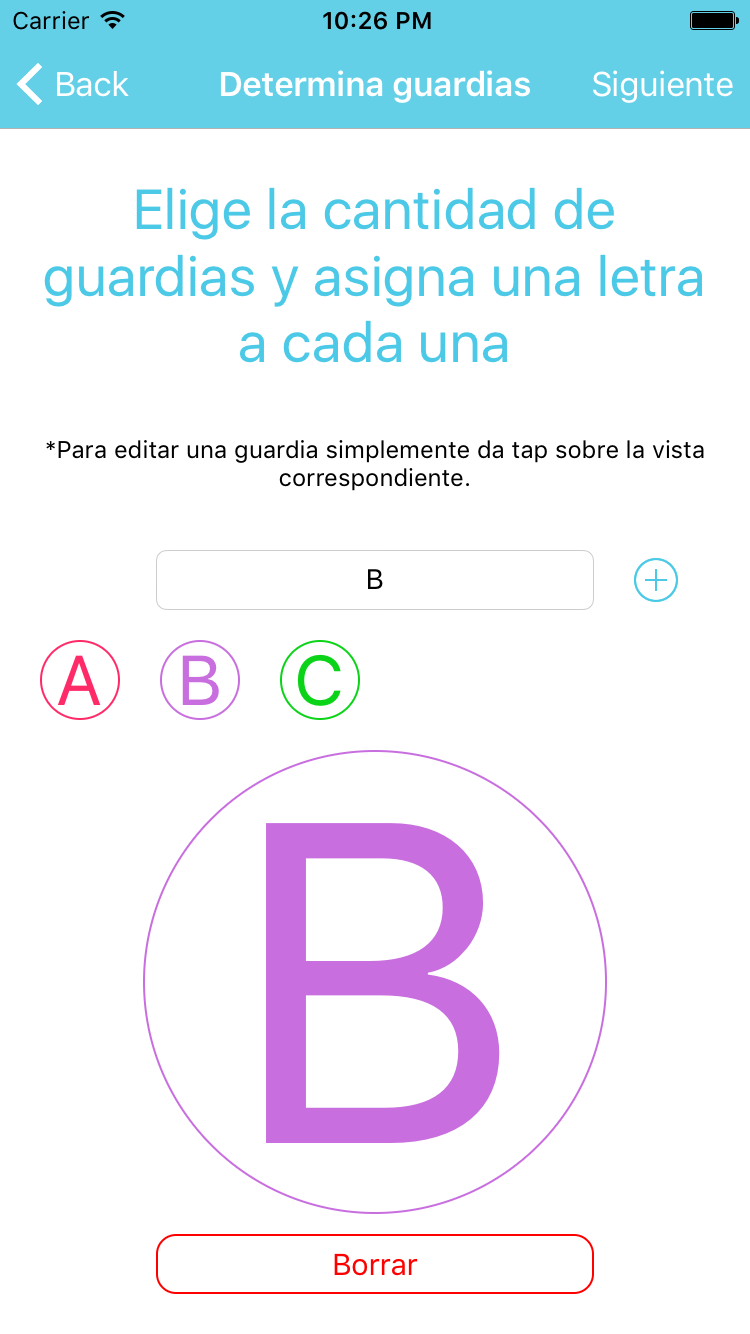 Carrier 10:26 PM
Back Determina guardias Siguiente
Elige la cantidad de
guardias y asigna una letra
a cada una
*Para editar una guardia simplemente da tap sobre la vista
correspondiente.
B
A B C
B
Borrar